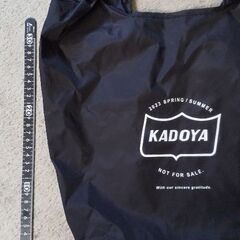 2023 SPRING / SUMMER
KADOYA
NOT FOR SALE.
With our sincere gratitude.